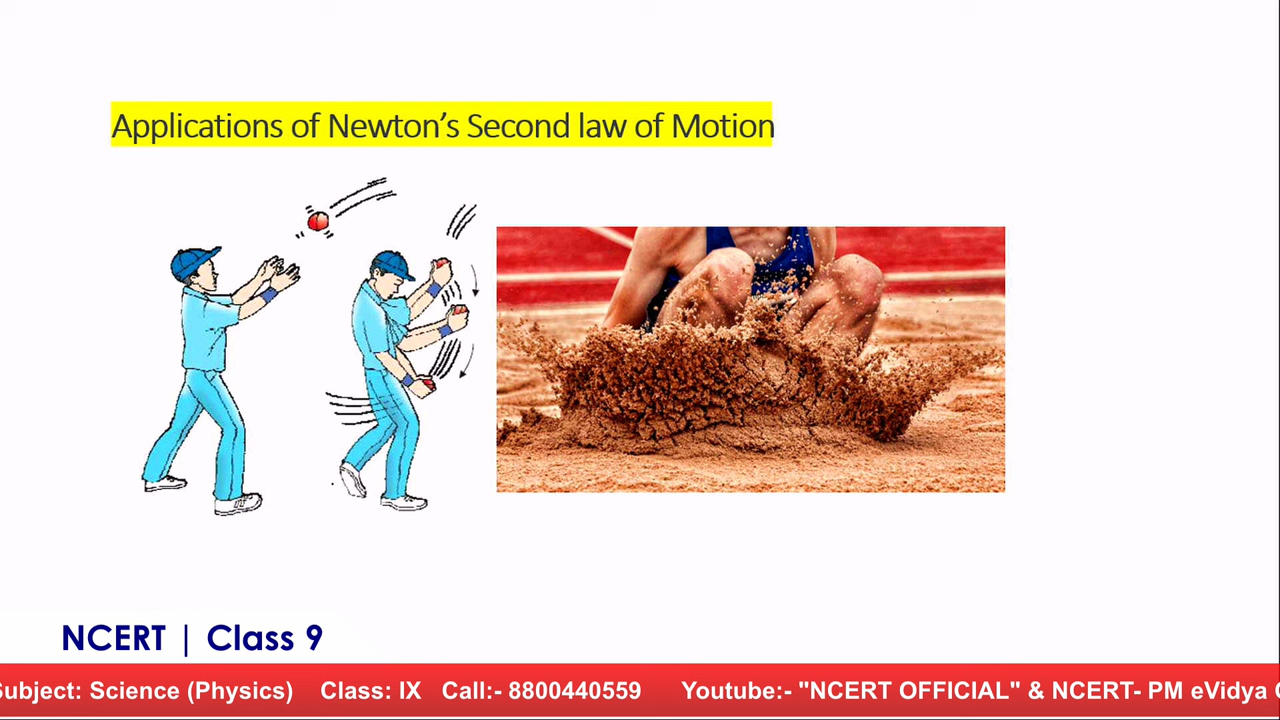 Applications of Newton’s Second law of Motion
NCERT | Class 9
Subject: Science (Physics) Class: IX Call:- 8800440559 Youtube:- "NCERT OFFICIAL" & NCERT- PM eVidya